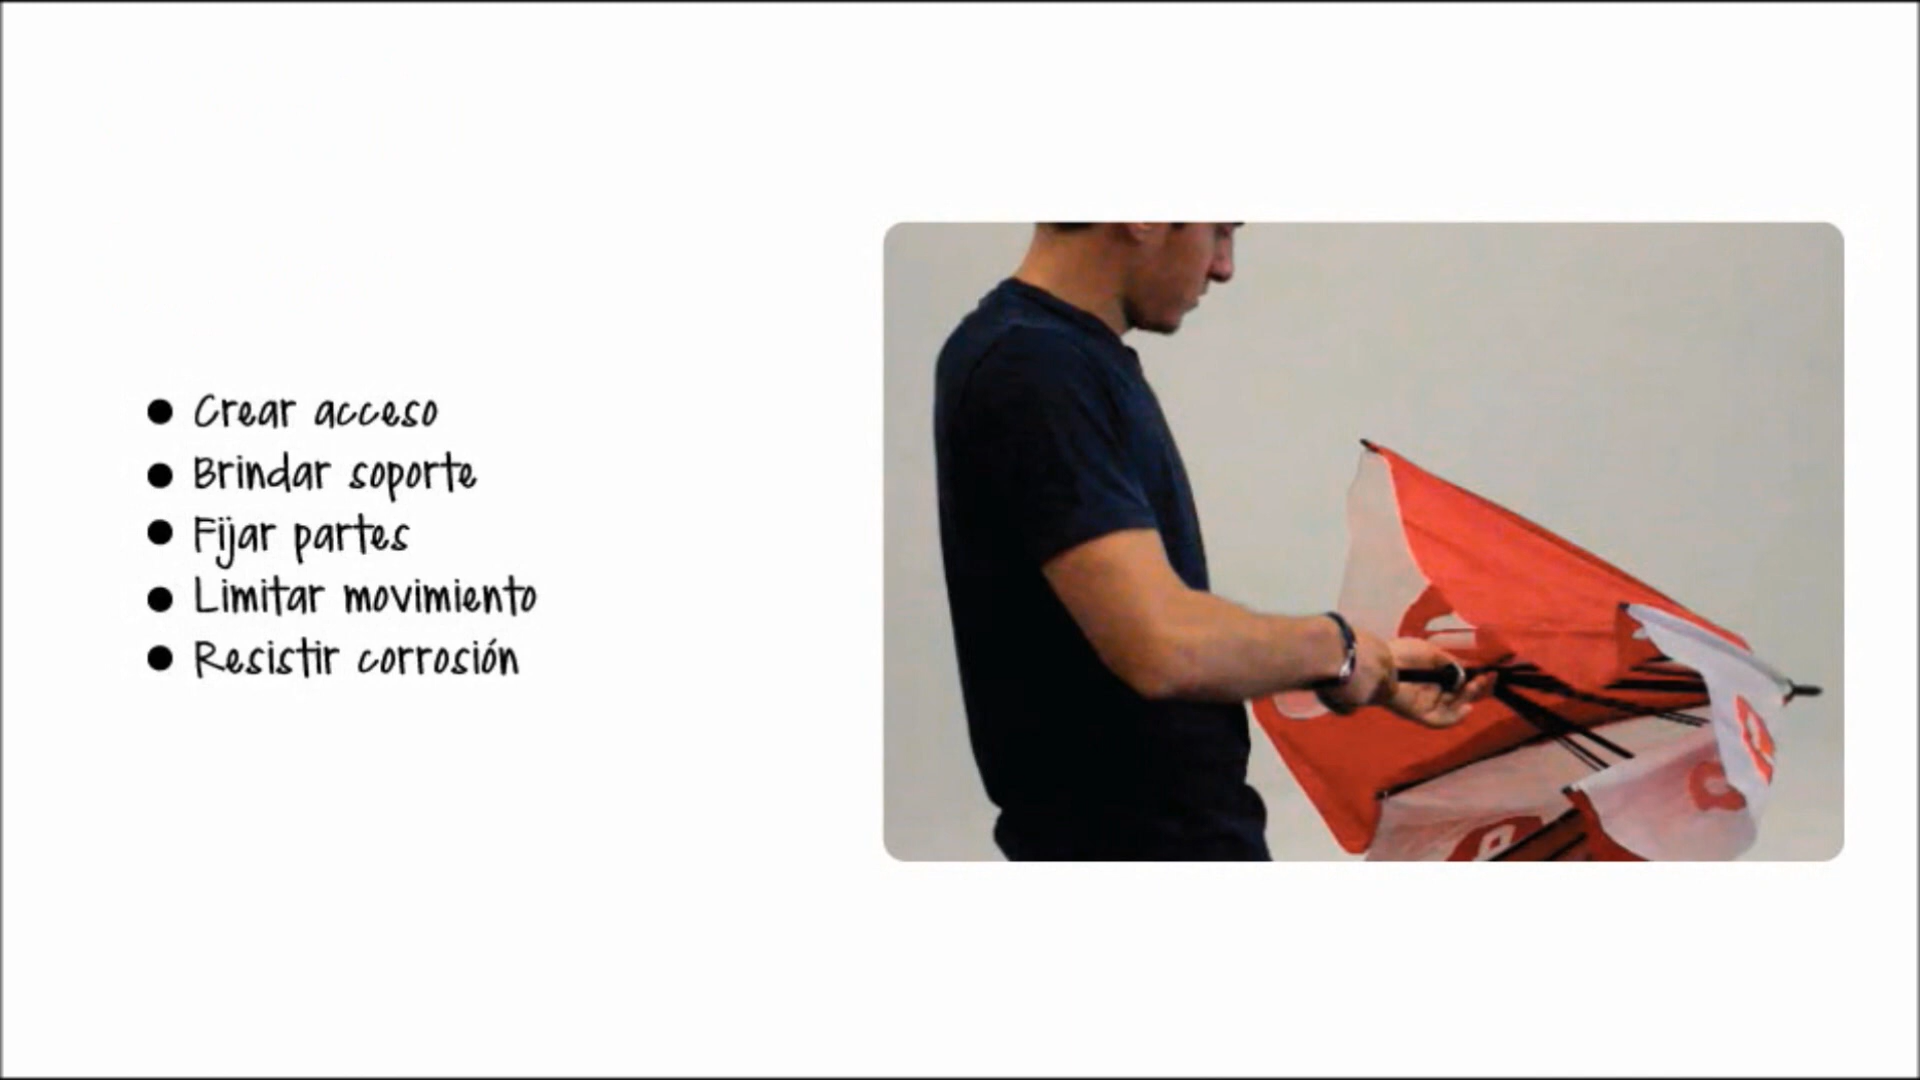 Crear acceso
Brindar soporte
Fijar partes
Limitar movimiento
Resistir corrosión